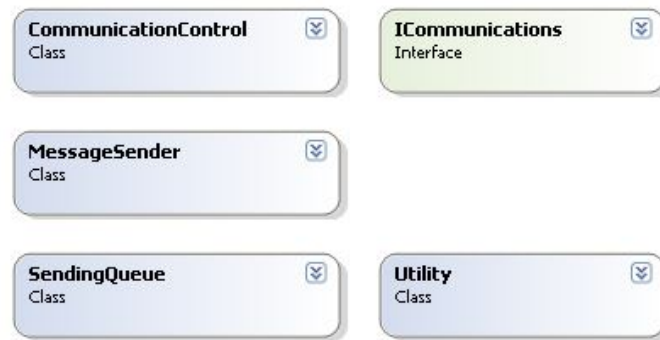 CommunicationControl
Class
ICommunications
Interface
MessageSender
Class
SendingQueue
Class
Utility
Class